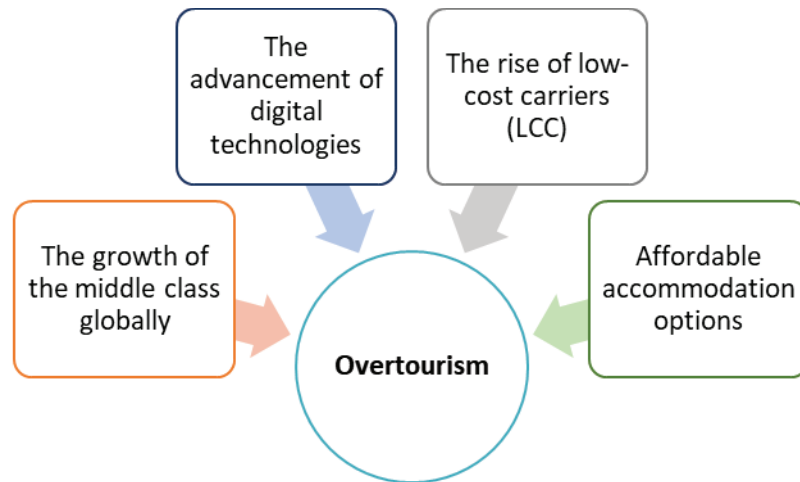 The
advancement of
digital
technologies
The rise of low-
cost carriers
(LCC)
The growth of
the middle class
globally
Affordable
accommodation
options
Overtourism